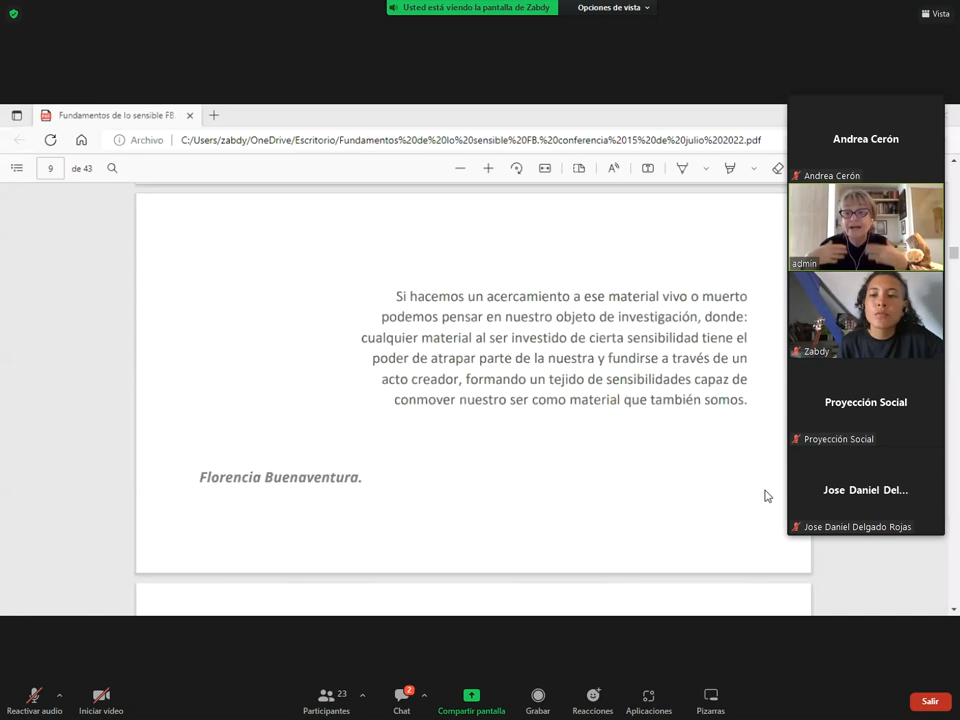 Usted está viendo la pantalla de Zabdy
Opciones de vista
Vista
Fundamentos de lo sensible FB.
Archivo
C:/Users/zabdy/OneDrive/Escritorio/Fundamentos%20de%20lo%20sensible%20FB.%20conferencia%2015%20de%20julio%202022.pdf
9 de 43
Si hacemos un acercamiento a ese material vivo o muerto
podemos pensar en nuestro objeto de investigación, donde:
cualquier material al ser investido de cierta sensibilidad tiene el
poder de atrapar parte de la nuestra y fundirse a través de un
acto creador, formando un tejido de sensibilidades capaz de
conmover nuestro ser como material que también somos.
Florencia Buenaventura.
Andrea Cerón
Andrea Cerón
admin
Zabdy
Proyección Social
Proyección Social
Jose Daniel Del...
Jose Daniel Delgado Rojas
Reactivar audio
Iniciar video
23
Participantes
2
Chat
Compartir pantalla
Grabar
Reacciones
Aplicaciones
Pizarras
Salir